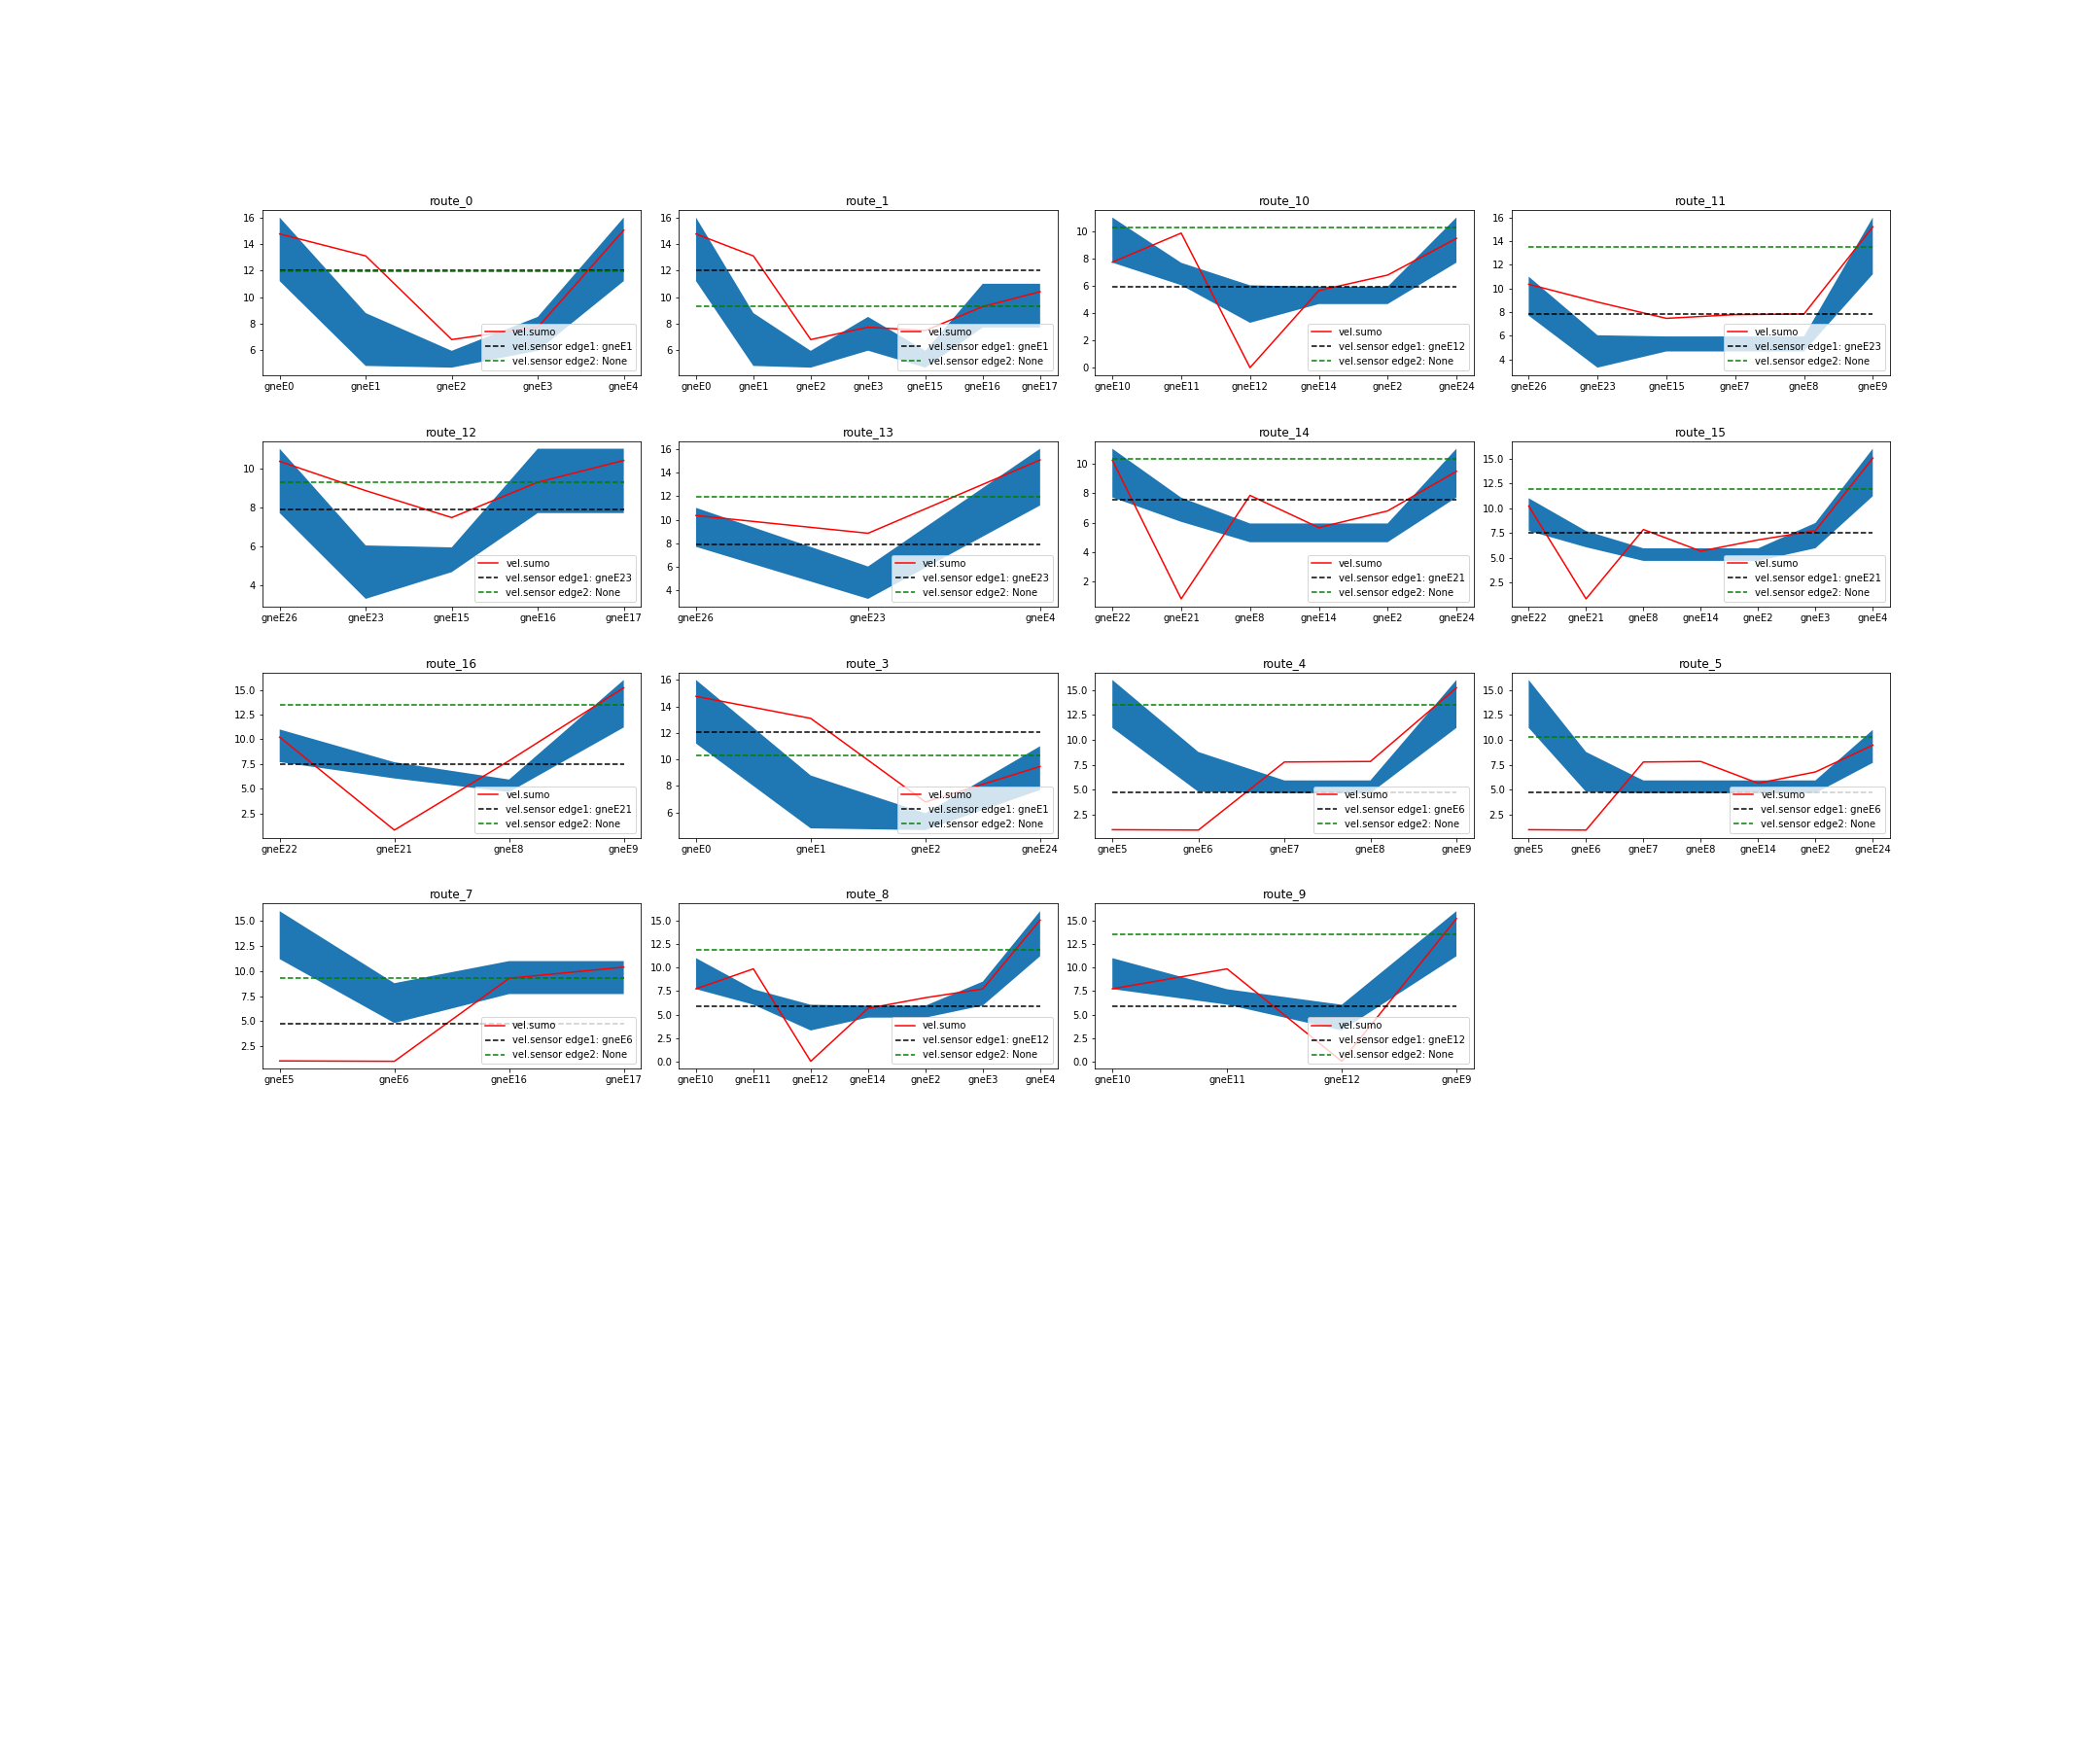 route_0
16
14
12
10
8
6
gneE0 gneE1 gneE2 gneE3 gneE4
vel.sumo
vel.sensor edge1: gneE1
vel.sensor edge2: None
route_1
16
14
12
10
8
6
gneE0 gneE1 gneE2 gneE3 gneE15 gneE16 gneE17
vel.sumo
vel.sensor edge1: gneE1
vel.sensor edge2: None
route_10
10
8
6
4
2
0
gneE10 gneE11 gneE12 gneE14 gneE2 gneE24
vel.sumo
vel.sensor edge1: gneE12
vel.sensor edge2: None
route_11
16
14
12
10
8
6
4
gneE26 gneE23 gneE15 gneE7 gneE8 gneE9
vel.sumo
vel.sensor edge1: gneE23
vel.sensor edge2: None
route_12
10
8
6
4
gneE26 gneE23 gneE15 gneE16 gneE17
vel.sumo
vel.sensor edge1: gneE23
vel.sensor edge2: None
route_13
16
14
12
10
8
6
4
gneE26 gneE23 gneE4
vel.sumo
vel.sensor edge1: gneE23
vel.sensor edge2: None
route_14
10
8
6
4
2
gneE22 gneE21 gneE8 gneE14 gneE2 gneE24
vel.sumo
vel.sensor edge1: gneE21
vel.sensor edge2: None
route_15
15.0
12.5
10.0
7.5
5.0
2.5
gneE22 gneE21 gneE8 gneE14 gneE2 gneE3 gneE4
vel.sumo
vel.sensor edge1: gneE21
vel.sensor edge2: None
route_16
15.0
12.5
10.0
7.5
5.0
2.5
gneE22 gneE21 gneE8 gneE9
vel.sumo
vel.sensor edge1: gneE21
vel.sensor edge2: None
route_3
16
14
12
10
8
6
gneE0 gneE1 gneE2 gneE24
vel.sumo
vel.sensor edge1: gneE1
vel.sensor edge2: None
route_4
15.0
12.5
10.0
7.5
5.0
2.5
gneE5 gneE6 gneE7 gneE8 gneE9
vel.sumo
vel.sensor edge1: gneE6
vel.sensor edge2: None
route_5
15.0
12.5
10.0
7.5
5.0
2.5
gneE5 gneE6 gneE7 gneE8 gneE14 gneE2 gneE24
vel.sumo
vel.sensor edge1: gneE6
vel.sensor edge2: None
route_7
15.0
12.5
10.0
7.5
5.0
2.5
gneE5 gneE6 gneE16 gneE17
vel.sumo
vel.sensor edge1: gneE6
vel.sensor edge2: None
route_8
15.0
12.5
10.0
7.5
5.0
2.5
0.0
gneE10 gneE11 gneE12 gneE14 gneE2 gneE3 gneE4
vel.sumo
vel.sensor edge1: gneE12
vel.sensor edge2: None
route_9
15.0
12.5
10.0
7.5
5.0
2.5
0.0
gneE10 gneE11 gneE12 gneE9
vel.sumo
vel.sensor edge1: gneE12
vel.sensor edge2: None